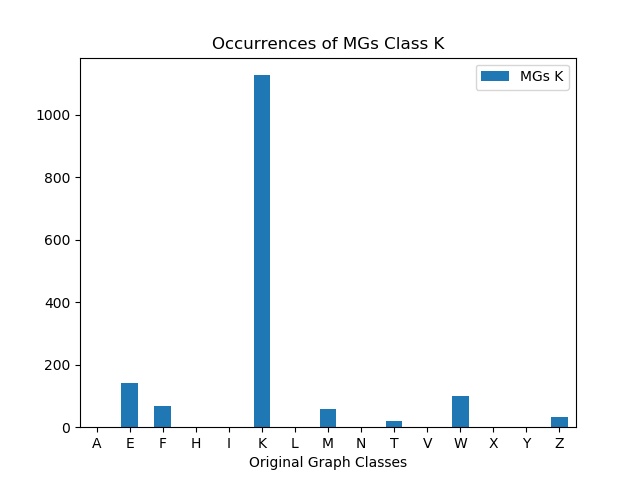 Occurrences of MGs Class K
MGs K
1000
800
600
400
200
0
A E F H I K L M N T V W X Y Z
Original Graph Classes